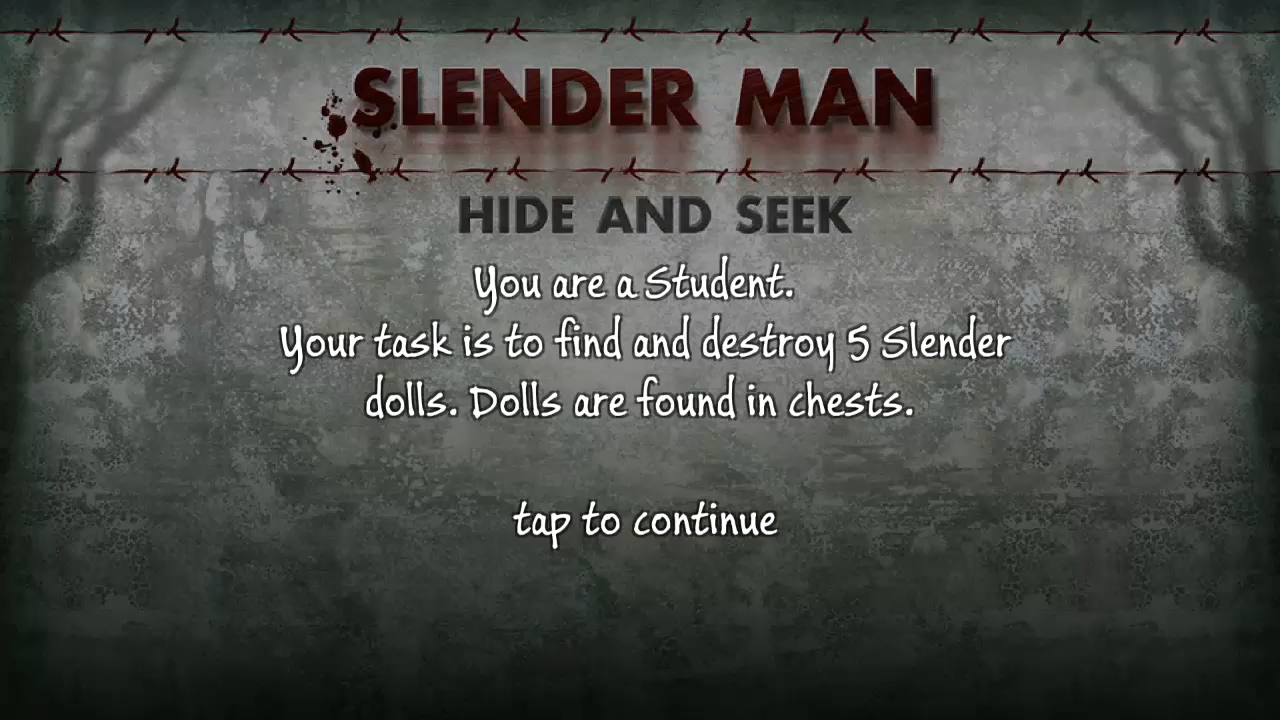 SLENDER MAN
HIDE AND SEEK
You are a Student.
Your task is to find and destroy 5 Slender
dolls. Dolls are found in chests.
tap to continue